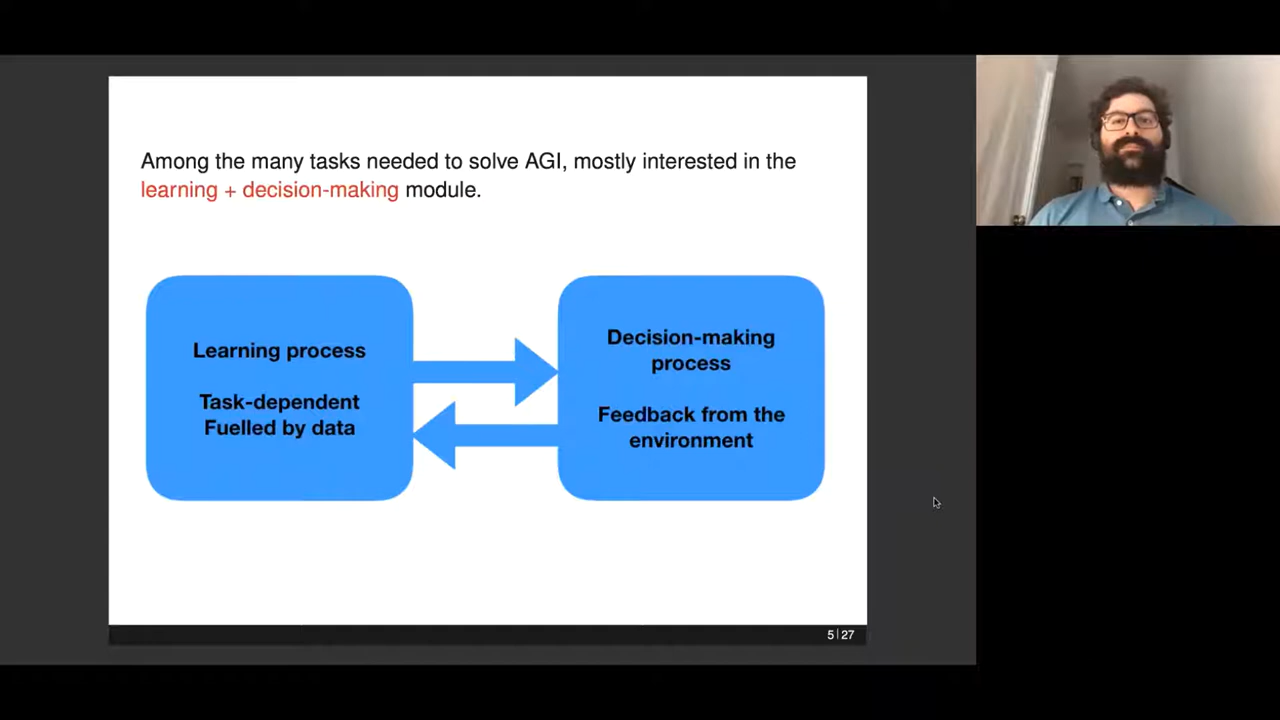 Among the many tasks needed to solve AGI, mostly interested in the
learning + decision-making module.
Learning process
Task-dependent
Fuelled by data
Decision-making
process
Feedback from the
environment
5 | 27